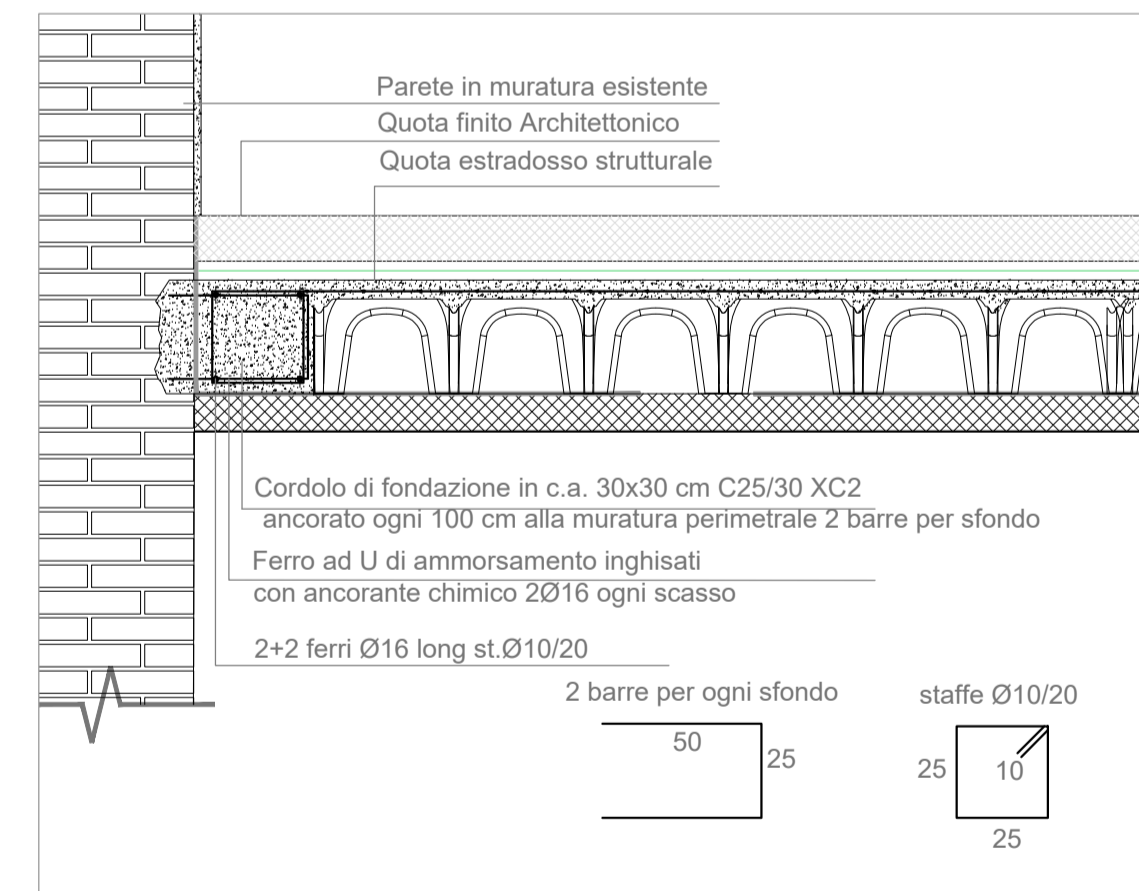 Parete in muratura esistente
Quota finito Architettonico
Quota estradosso strutturale
Cordolo di fondazione in c.a. 30x30 cm C25/30 XC2
ancorato ogni 100 cm alla muratura perimetrale 2 barre per sfondo
Ferro ad U di ammorsamento inghisati
con ancorante chimico 2Ø16 ogni scasso
2+2 ferri Ø16 long st.Ø10/20
2 barre per ogni sfondo
50
25
staffe Ø10/20
25
10
25